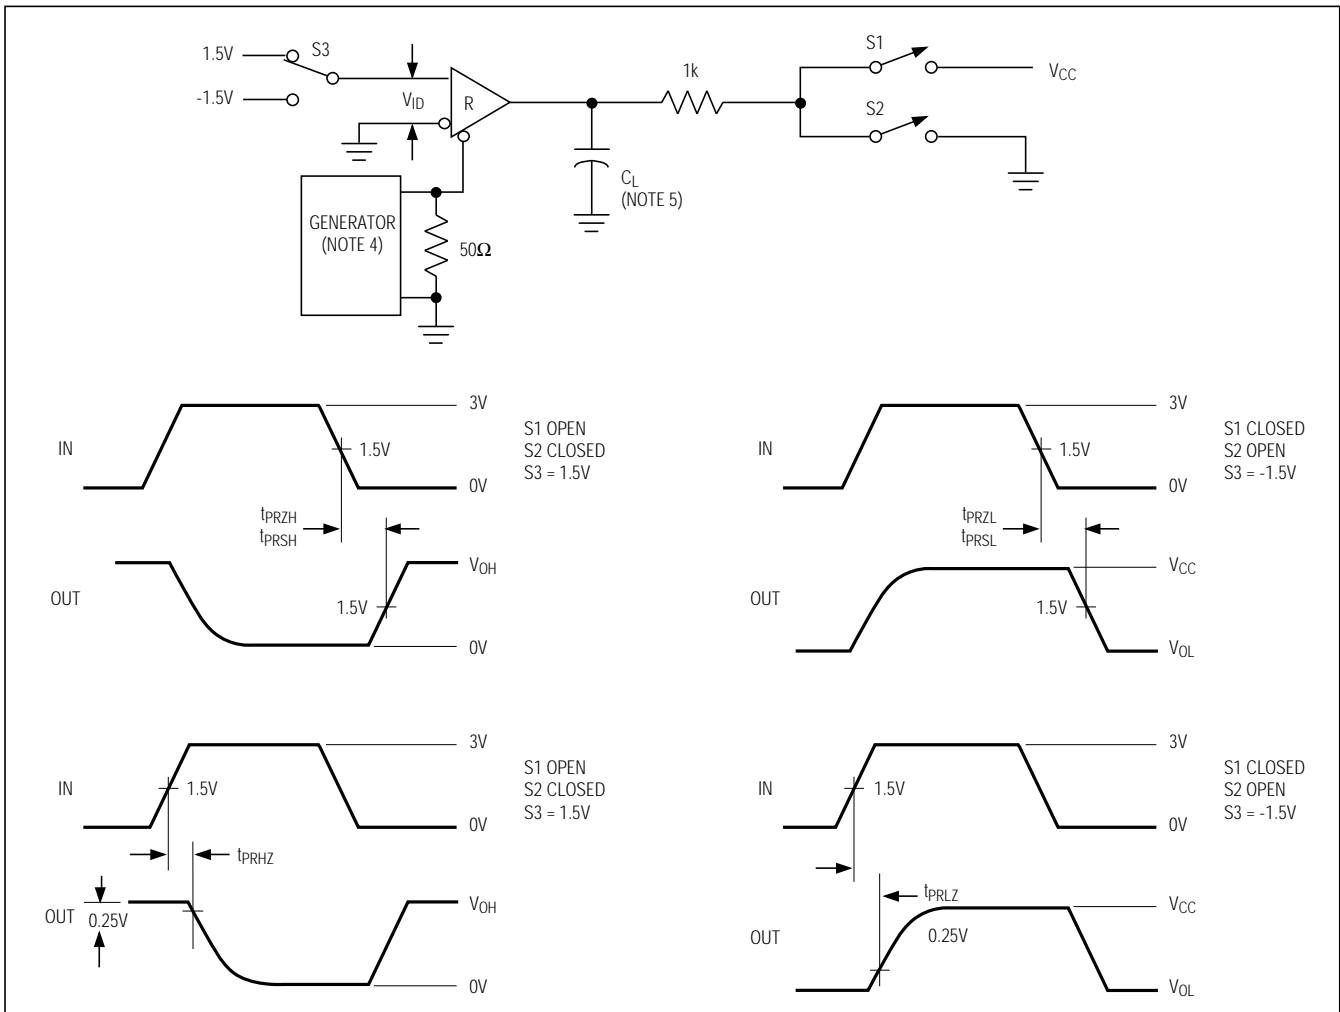 1.5V
S3
-1.5V
VID
R
1k
S1
VCC
S2
CL
(NOTE 5)
GENERATOR
(NOTE 4)
50Ω
IN
3V
1.5V
0V
S1 OPEN
S2 CLOSED
S3 = 1.5V
tPRZH
tPRSH
OUT
VOH
1.5V
0V
IN
3V
1.5V
0V
S1 CLOSED
S2 OPEN
S3 = -1.5V
tPRZL
tPRSL
OUT
VCC
1.5V
VOL
IN
3V
1.5V
0V
S1 OPEN
S2 CLOSED
S3 = 1.5V
tPRHZ
OUT
0.25V
VOH
0V
IN
3V
1.5V
0V
S1 CLOSED
S2 OPEN
S3 = -1.5V
tPRLZ
OUT
VCC
0.25V
VOL